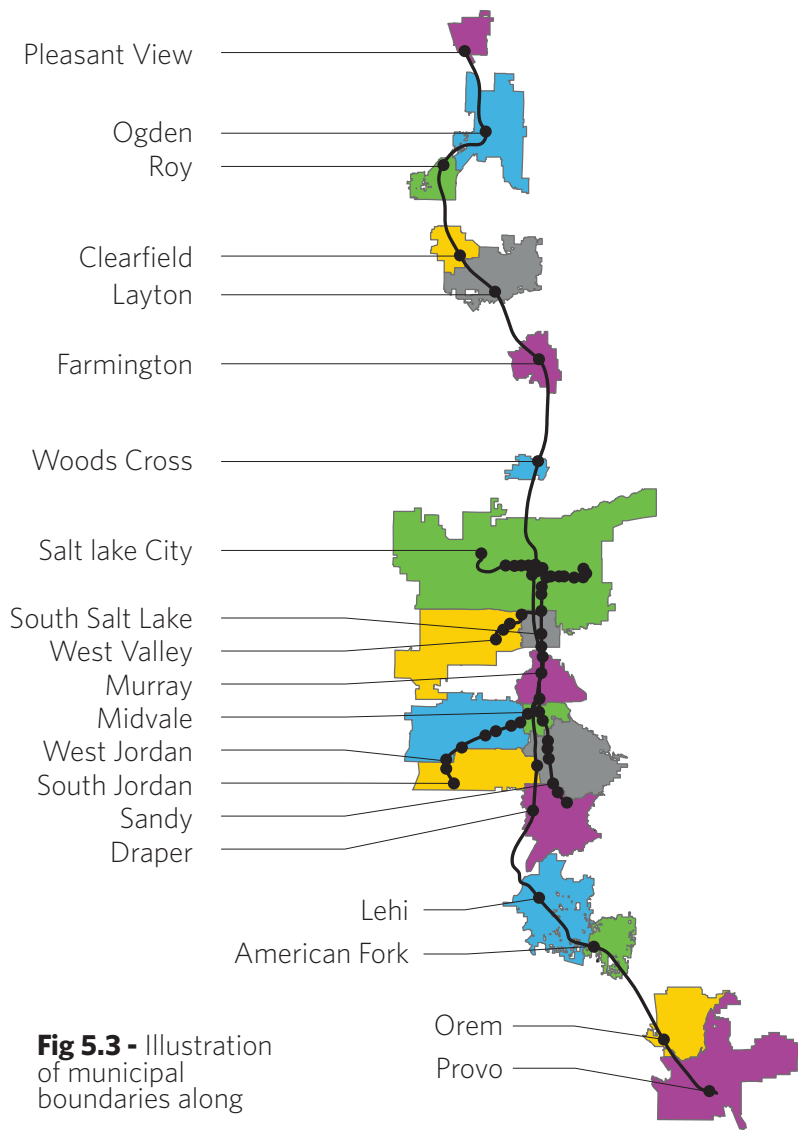 Pleasant View
Ogden
Roy
Clearfield
Layton
Farmington
Woods Cross
Salt lake City
South Salt Lake
West Valley
Murray
Midvale
West Jordan
South Jordan
Sandy
Draper
Lehi
American Fork
Orem
Provo
Fig 5.3 - Illustration
of municipal
boundaries along